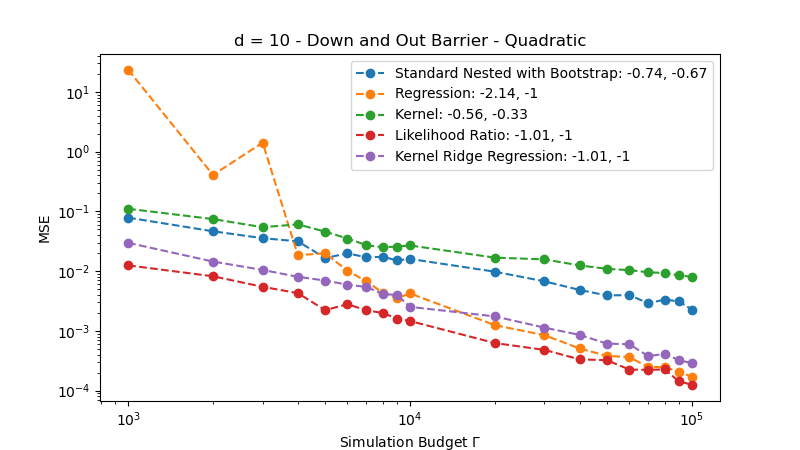 d = 10 - Down and Out Barrier - Quadratic
Standard Nested with Bootstrap: -0.74, -0.67
Regression: -2.14, -1
Kernel: -0.56, -0.33
Likelihood Ratio: -1.01, -1
Kernel Ridge Regression: -1.01, -1
MSE
10¹
10⁰
10⁻¹
10⁻²
10⁻³
10⁻⁴
10³
10⁴
10⁵
Simulation Budget Γ